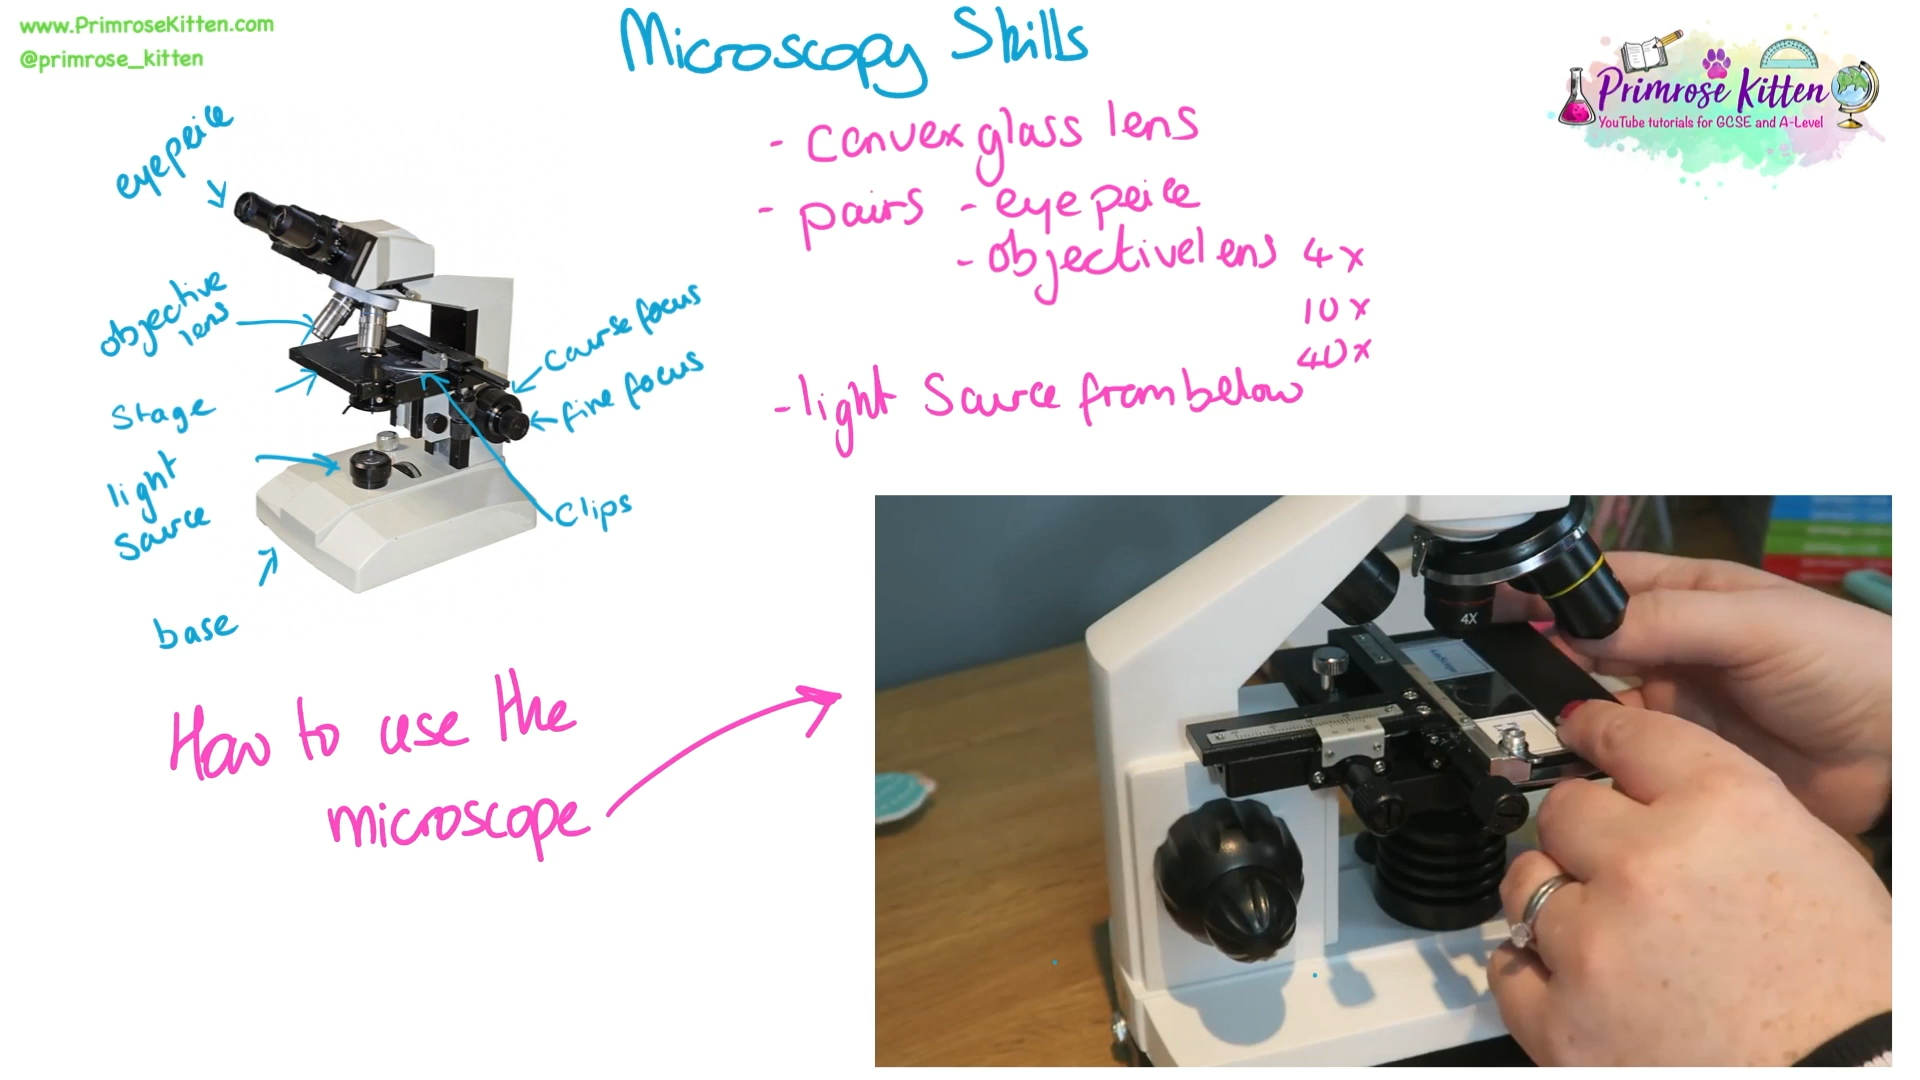 www.PrimroseKitten.com
@primrose_kitten
Microscopy Skills
Primrose Kitten
YouTube tutorials for GCSE and A-Level
eyepeice
objective
lens
Stage
light
Source
base
Course focus
fine focus
Clips
- convex glass lens
- pairs - eyepeice
- objective lens 4x
10x
40x
- light Source from below
How to use the
microscope
4X